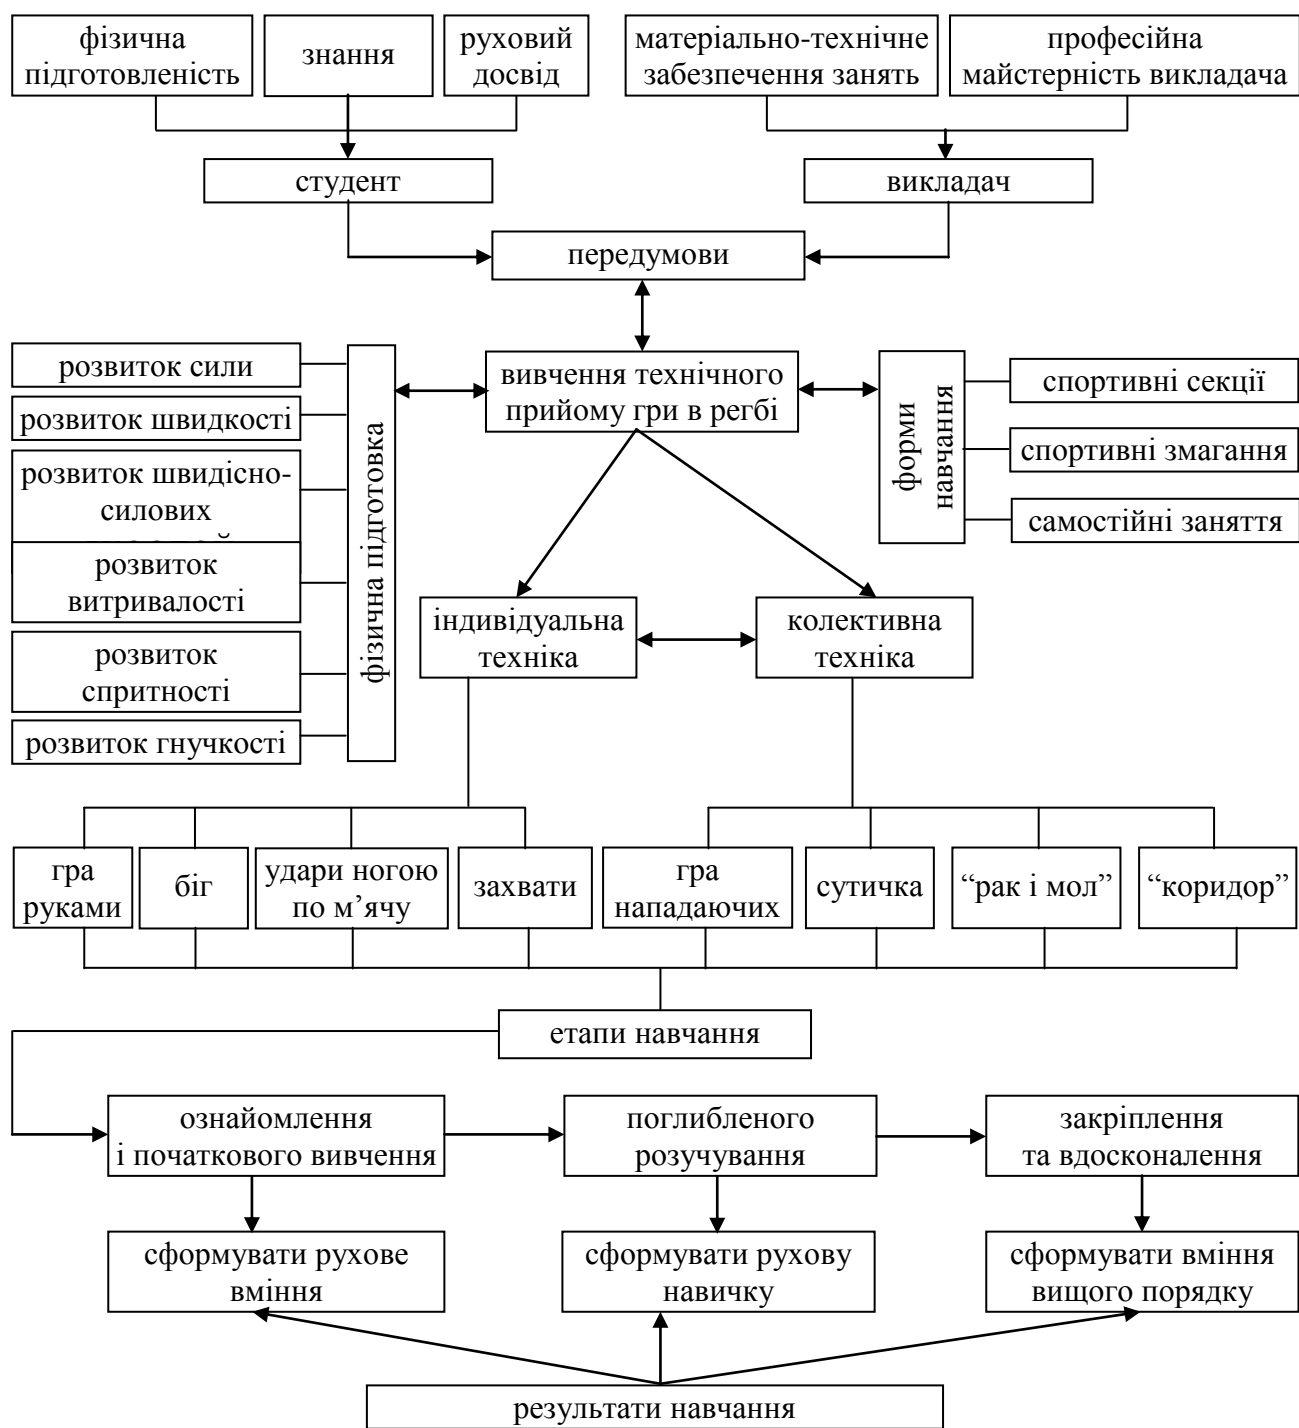 фізична
підготовленість
знання
руховий
досвід
матеріально-технічне
забезпечення занять
професійна
майстерність викладача
студент
викладач
передумови
розвиток сили
розвиток швидкості
розвиток швидісно-
силових
розвиток
витривалості
розвиток
спритності
розвиток гнучкості
фізична підготовка
вивчення технічного
прийому гри в регбі
форми
навчання
спортивні секції
спортивні змагання
самостійні заняття
індивідуальна
техніка
колективна
техніка
гра
руками
біг
удари ногою
по м’ячу
захвати
гра
нападаючих
сутичка
“рак і мол”
“коридор”
етапи навчання
ознайомлення
і початкового вивчення
поглибленого
розучування
закріплення
та вдосконалення
сформувати рухове
вміння
сформувати рухову
навичку
сформувати вміння
вищого порядку
результати навчання